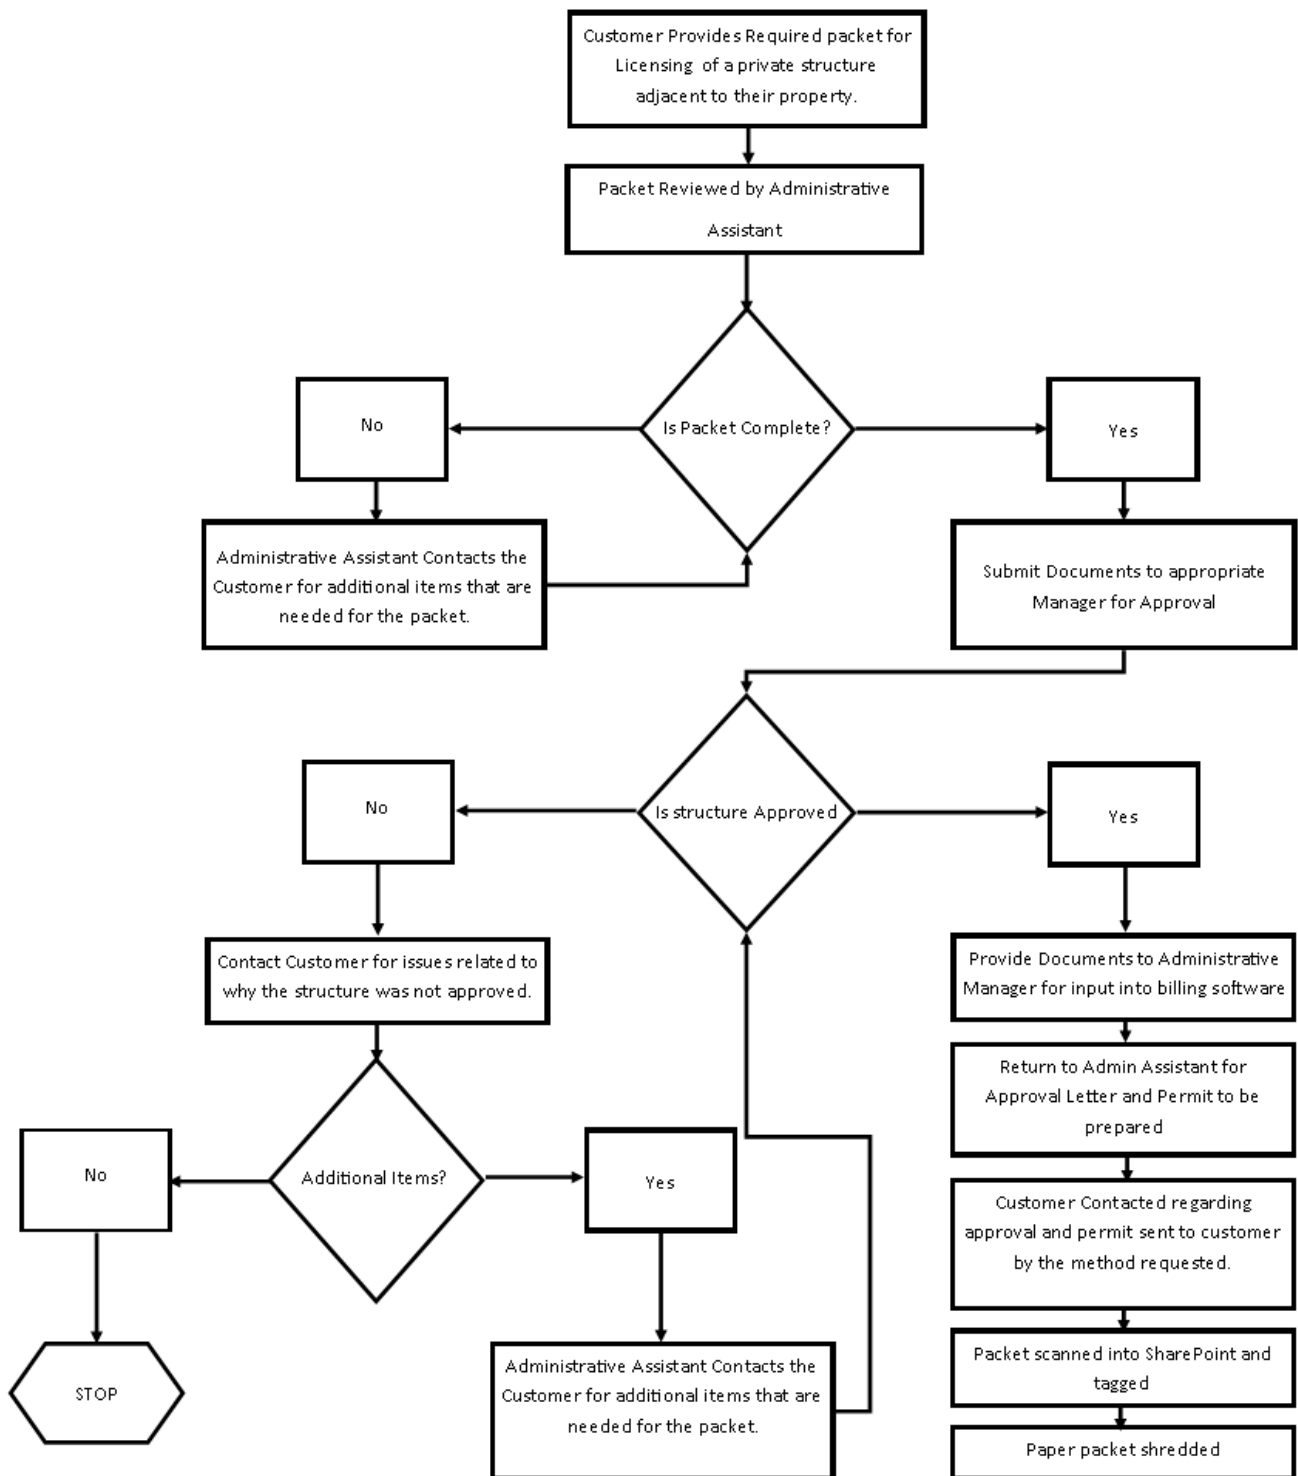 Customer Provides Required packet for
Licensing of a private structure
adjacent to their property.
Packet Reviewed by Administrative
Assistant
Is Packet Complete?
No
Yes
Administrative Assistant Contacts the
Customer for additional items that are
needed for the packet.
Submit Documents to appropriate
Manager for Approval
Is structure Approved
No
Yes
Contact Customer for issues related to
why the structure was not approved.
Provide Documents to Administrative
Manager for input into billing software
Return to Admin Assistant for
Approval Letter and Permit to be
prepared
Additional Items?
No
Yes
Customer Contacted regarding
approval and permit sent to customer
by the method requested.
STOP
Administrative Assistant Contacts the
Customer for additional items that are
needed for the packet.
Packet scanned into SharePoint and
tagged
Paper packet shredded